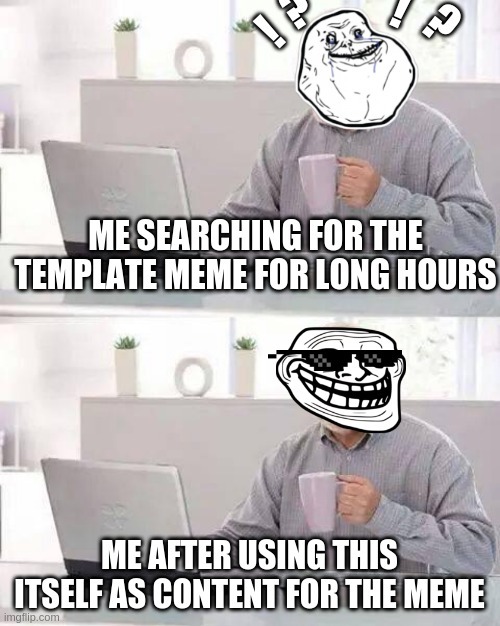 ! ? ! ?
ME SEARCHING FOR THE
TEMPLATE MEME FOR LONG HOURS
ME AFTER USING THIS
ITSELF AS CONTENT FOR THE MEME
imgflip.com